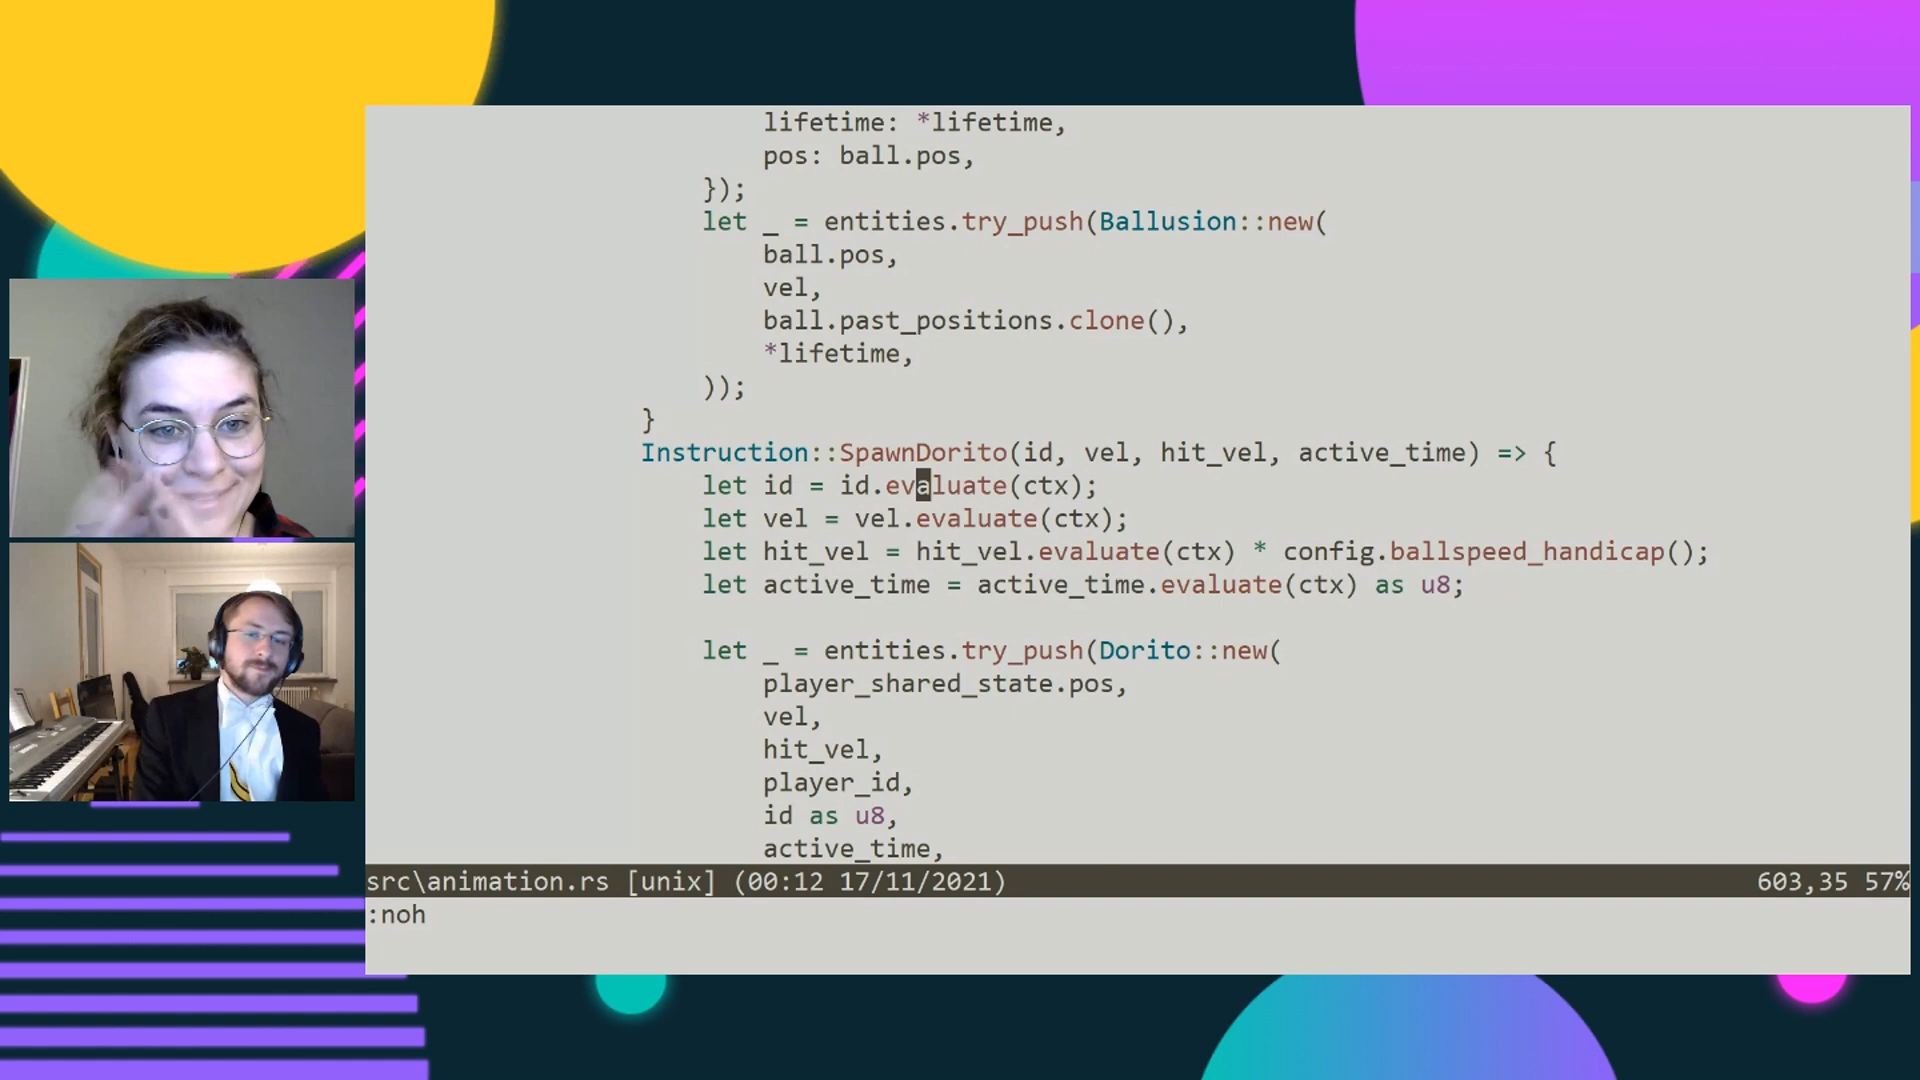 lifetime: *lifetime,
pos: ball.pos,
});
let _ = entities.try_push(Ballusion::new(
ball.pos,
vel,
ball.past_positions.clone(),
*lifetime,
));
}
Instruction::SpawnDorito(id, vel, hit_vel, active_time) => {
let id = id.evaluate(ctx);
let vel = vel.evaluate(ctx);
let hit_vel = hit_vel.evaluate(ctx) * config.ballspeed_handicap();
let active_time = active_time.evaluate(ctx) as u8;
let _ = entities.try_push(Dorito::new(
player_shared_state.pos,
vel,
hit_vel,
player_id,
id as u8,
active_time,
src\animation.rs [unix] (00:12 17/11/2021) 603,35 57%
:noh